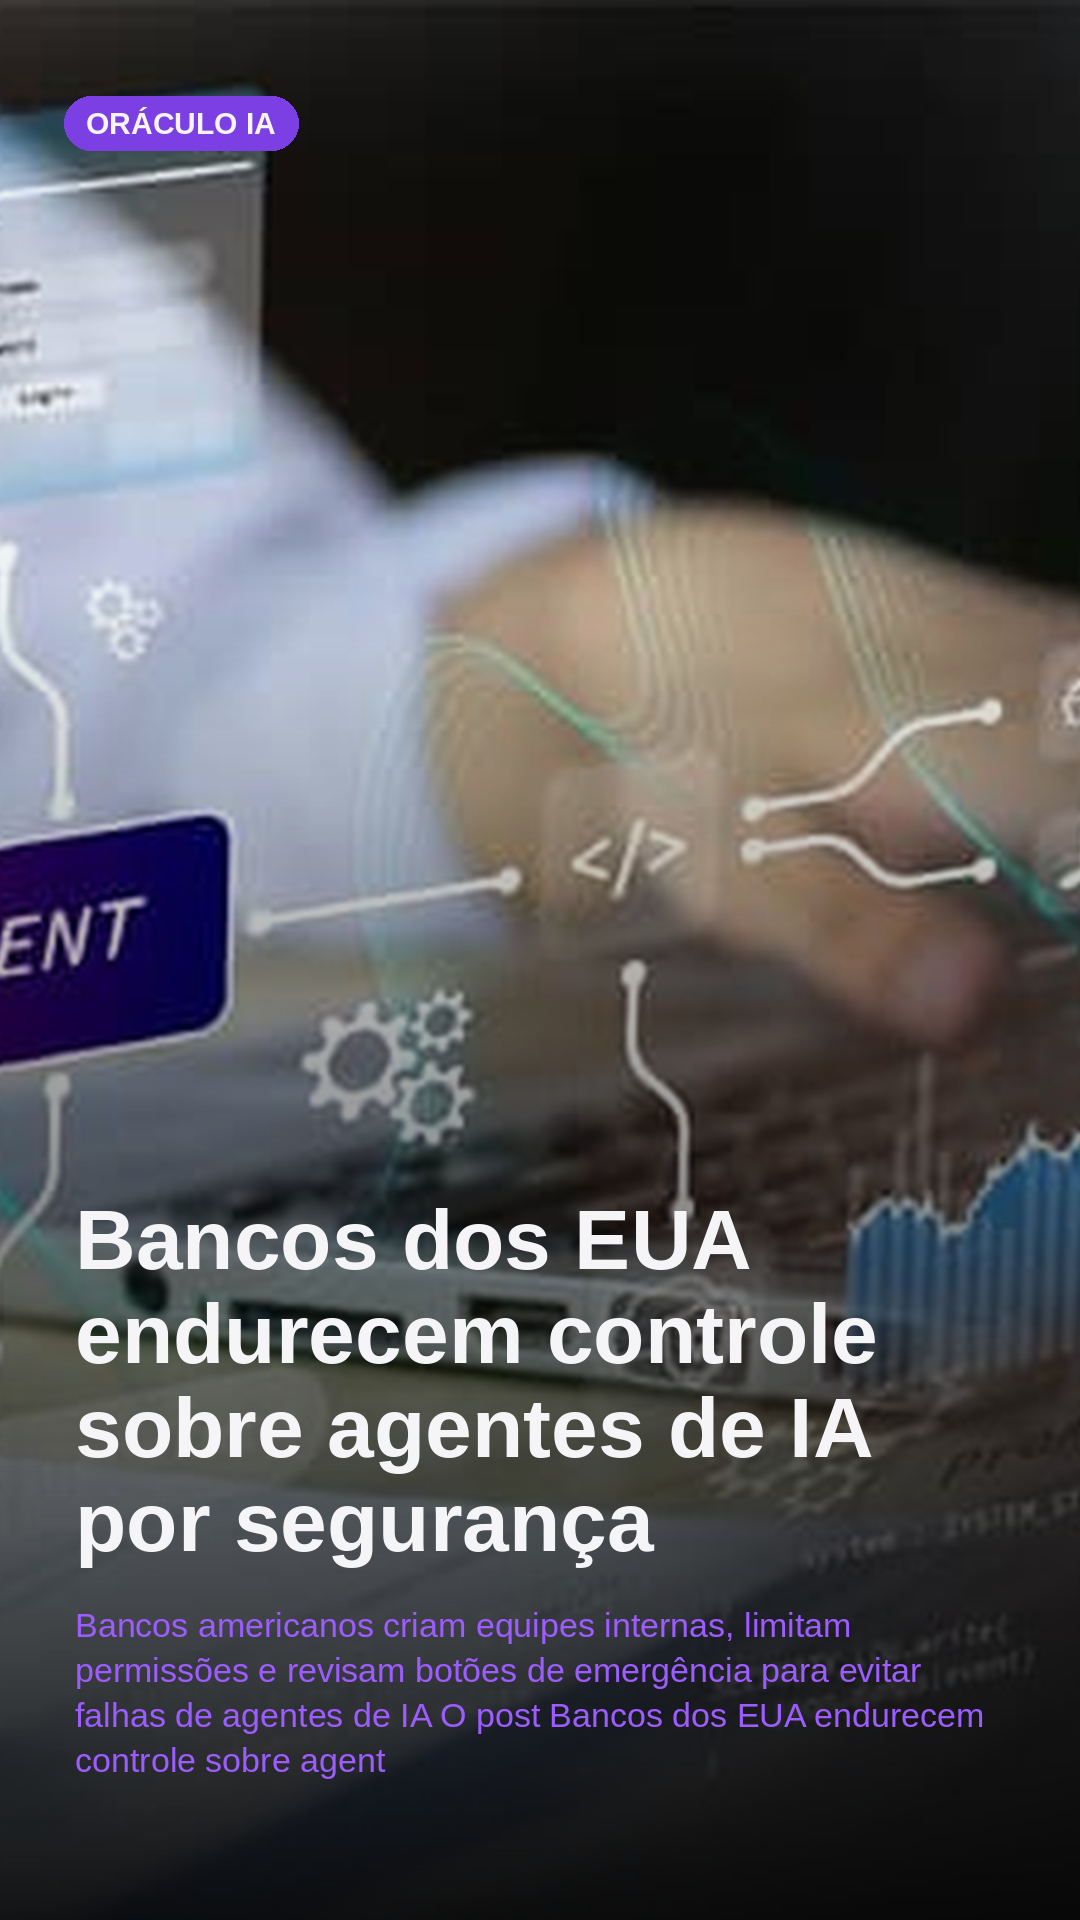 ORÁCULO IA
Login
</>
ENT
Bancos dos EUA
endurecem controle
sobre agentes de IA
por segurança
Bancos americanos criam equipes internas, limitam
permissões e revisam botões de emergência para evitar
falhas de agentes de IA O post Bancos dos EUA endurecem
controle sobre agent